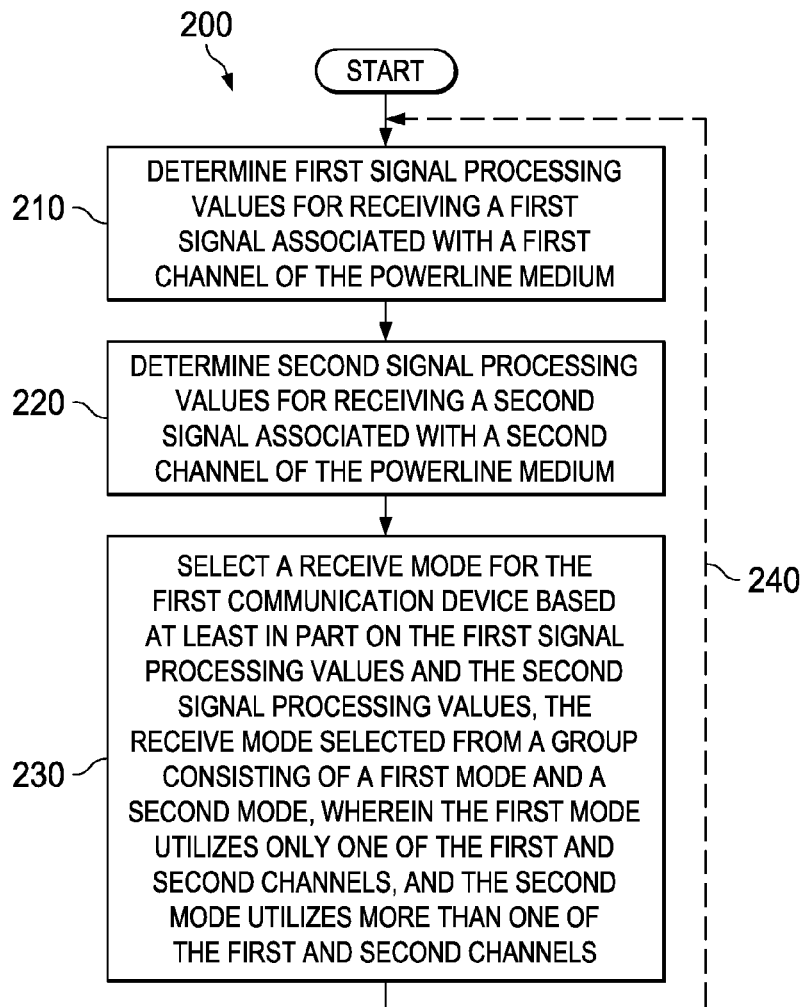 200
START
210
DETERMINE FIRST SIGNAL PROCESSING
VALUES FOR RECEIVING A FIRST
SIGNAL ASSOCIATED WITH A FIRST
CHANNEL OF THE POWERLINE MEDIUM
220
DETERMINE SECOND SIGNAL PROCESSING
VALUES FOR RECEIVING A SECOND
SIGNAL ASSOCIATED WITH A SECOND
CHANNEL OF THE POWERLINE MEDIUM
230
SELECT A RECEIVE MODE FOR THE
FIRST COMMUNICATION DEVICE BASED
AT LEAST IN PART ON THE FIRST SIGNAL
PROCESSING VALUES AND THE SECOND
SIGNAL PROCESSING VALUES, THE
RECEIVE MODE SELECTED FROM A GROUP
CONSISTING OF A FIRST MODE AND A
SECOND MODE, WHEREIN THE FIRST MODE
UTILIZES ONLY ONE OF THE FIRST AND
SECOND CHANNELS, AND THE SECOND
MODE UTILIZES MORE THAN ONE OF
THE FIRST AND SECOND CHANNELS
240